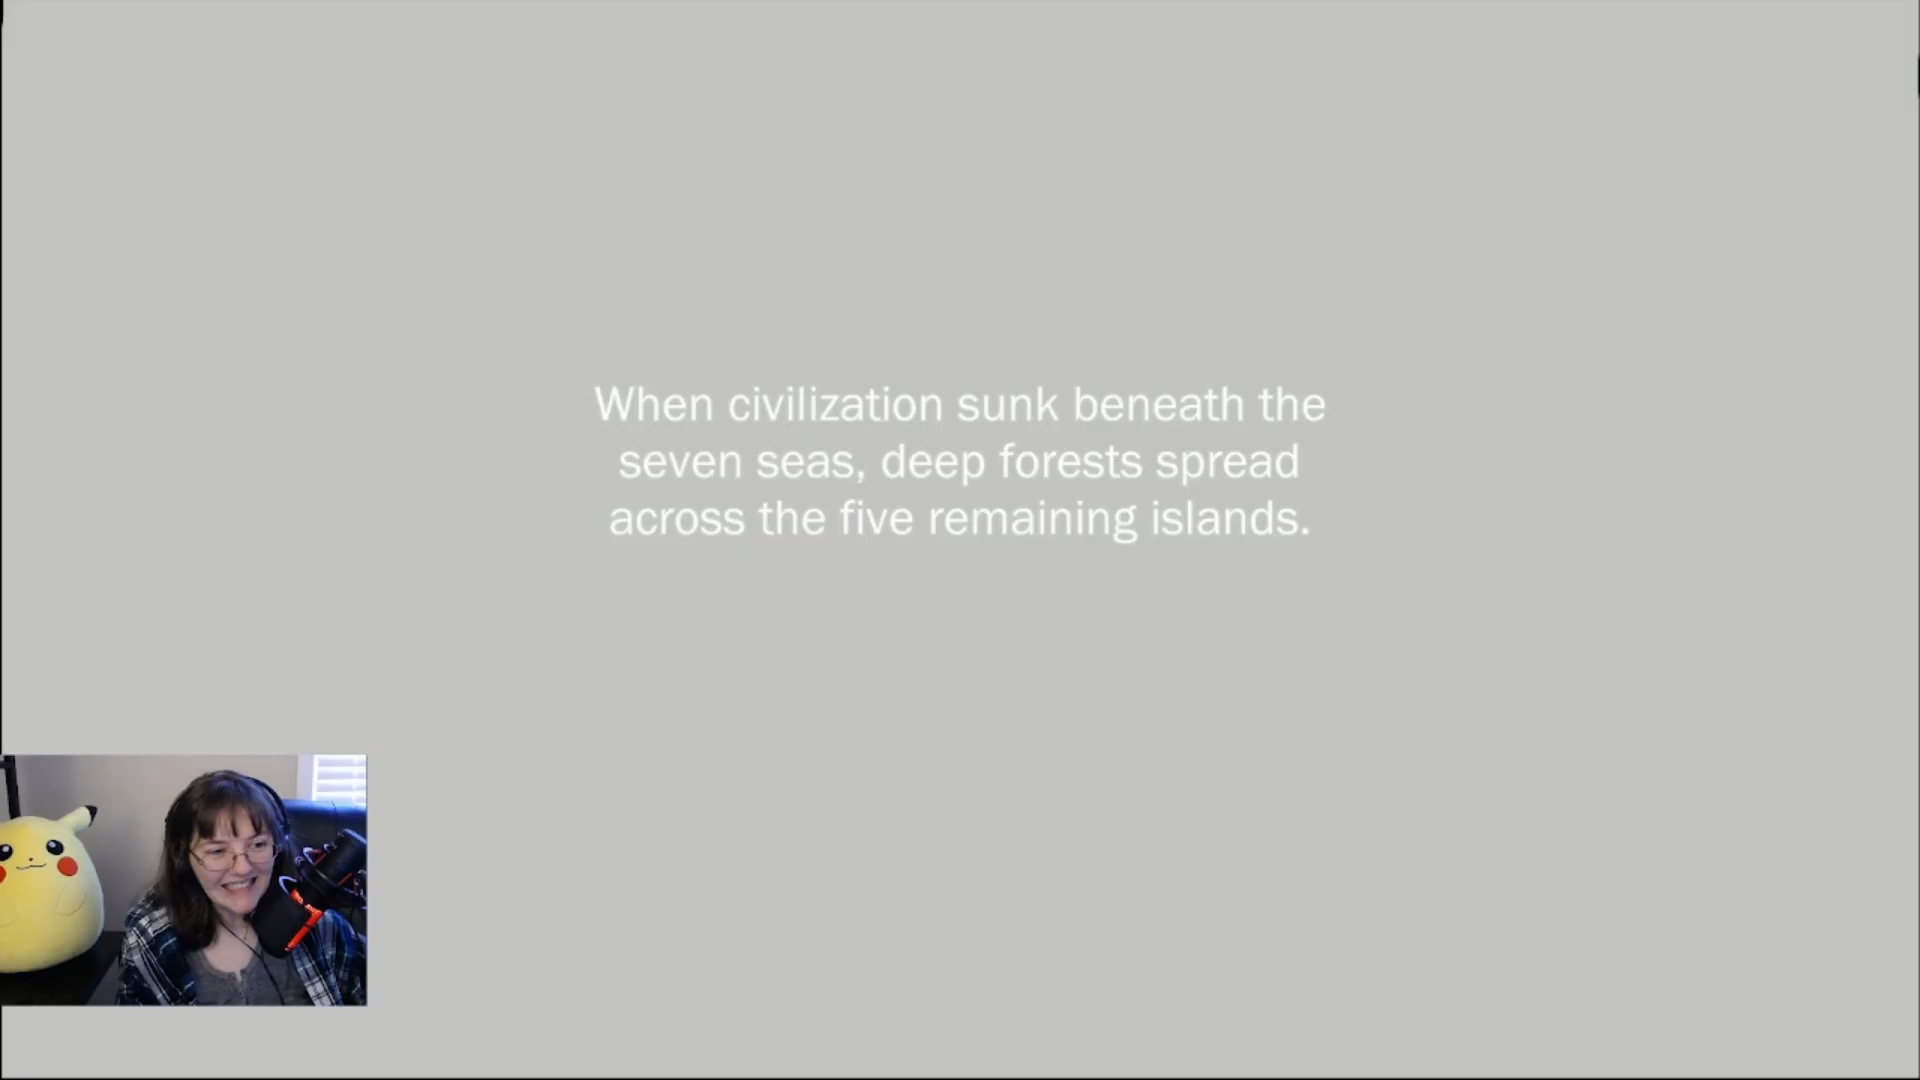 When civilization sunk beneath the
seven seas, deep forests spread
across the five remaining islands.